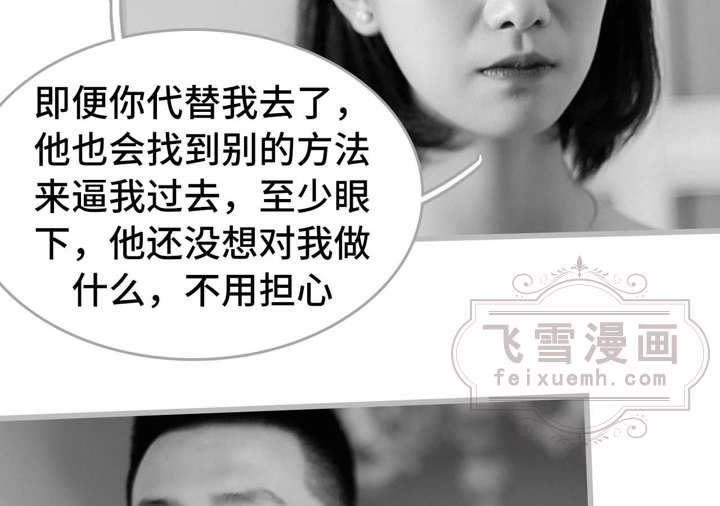 即便你代替我去了，
他也会找到别的方法
来逼我过去，至少眼
下，他还没想对我做
什么，不用担心
飞雪漫画
feixuemh.com